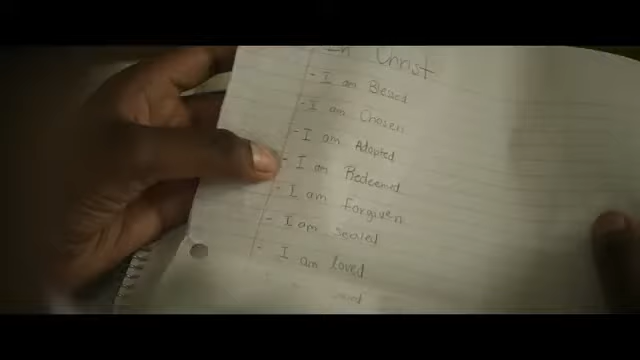 In Christ
- I am Blessed
- I am Chosen
- I am Adopted
- I am Redeemed
- I am Forgiven
- I am Sealed
- I am loved